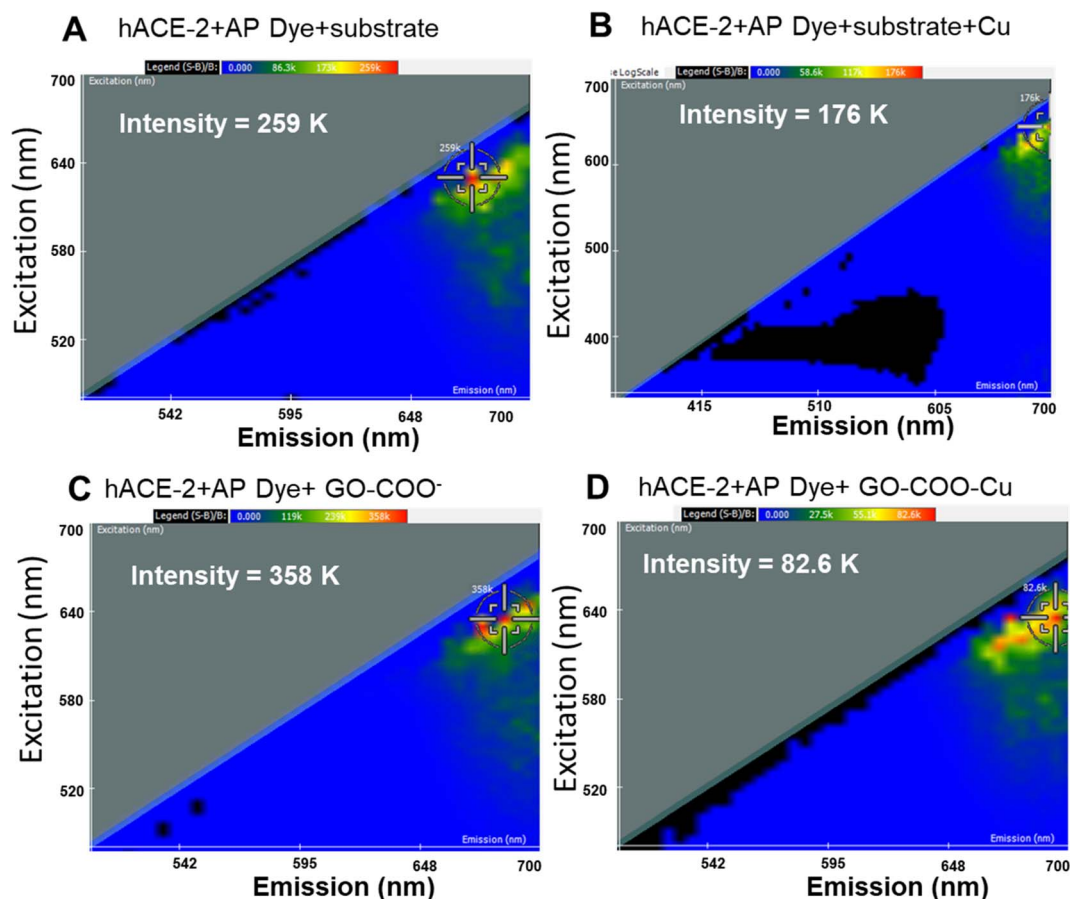 A hACE-2+AP Dye+substrate
Legend (S-B)/B: 0.000 86.3k 173k 259k
700
Excitation (nm)
Intensity = 259 K
259k
640
580
520
Excitation (nm)
Emission (nm)
542 595 648 700
Emission (nm)
B hACE-2+AP Dye+substrate+Cu
se LogScale Legend (S-B)/B: 0.000 58.6k 117k 176k
700
Excitation (nm)
Intensity = 176 K
176k
600
500
400
Excitation (nm)
Emission (nm)
415 510 605 700
Emission (nm)
C hACE-2+AP Dye+ GO-COO-
Legend (S-B)/B: 0.000 119k 239k 358k
700
Excitation (nm)
Intensity = 358 K
358k
640
580
520
Excitation (nm)
Emission (nm)
542 595 648 700
Emission (nm)
D hACE-2+AP Dye+ GO-COO-Cu
Legend (S-B)/B: 0.000 27.5k 55.1k 82.6k
700
Excitation (nm)
Intensity = 82.6 K
82.6k
640
580
520
Excitation (nm)
Emission (nm)
542 595 648 700
Emission (nm)